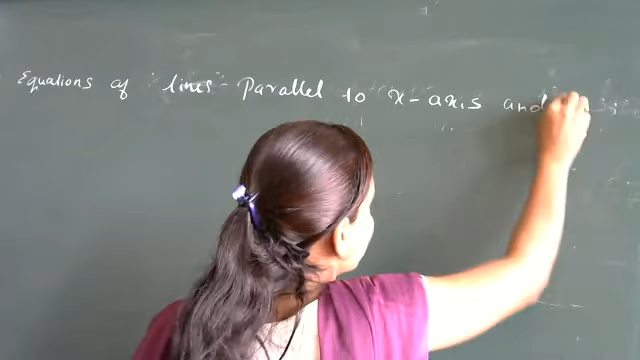 Equations of lines Parallel to x-axis and